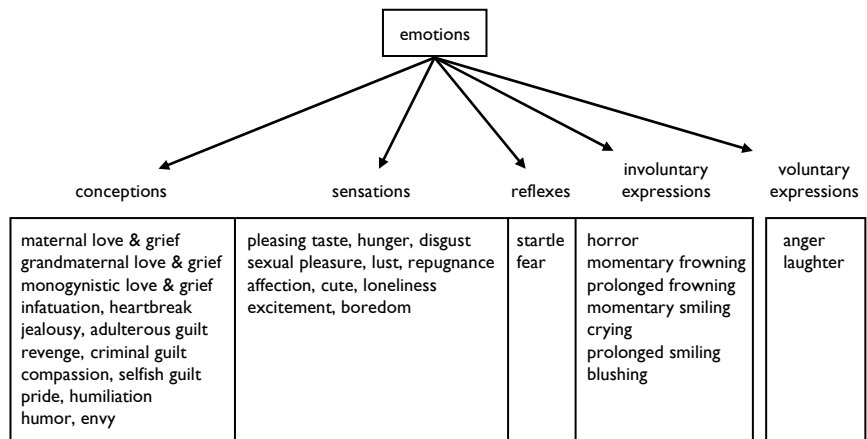 emotions
conceptions
sensations
reflexes
involuntary
expressions
voluntary
expressions
maternal love & grief
grandmaternal love & grief
monogynistic love & grief
infatuation, heartbreak
jealousy, adulterous guilt
revenge, criminal guilt
compassion, selfish guilt
pride, humiliation
humor, envy
pleasing taste, hunger, disgust
sexual pleasure, lust, repugnance
affection, cute, loneliness
excitement, boredom
startle
fear
horror
momentary frowning
prolonged frowning
momentary smiling
crying
prolonged smiling
blushing
anger
laughter